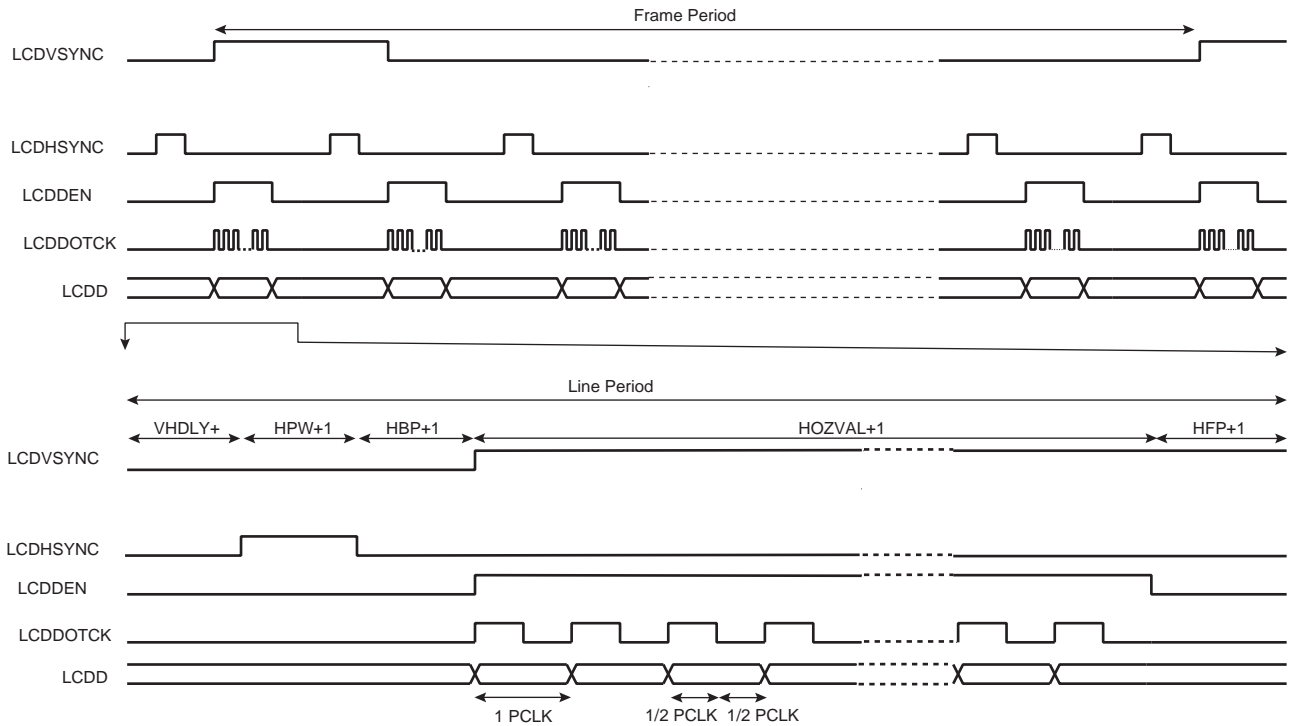 Frame Period
LCDVSYNC
LCDHSYNC
LCDDEN
LCDDOTCK
LCDD
Line Period
VHDLY+ HPW+1 HBP+1 HOZVAL+1 HFP+1
LCDVSYNC
LCDHSYNC
LCDDEN
LCDDOTCK
LCDD
1 PCLK 1/2 PCLK 1/2 PCLK